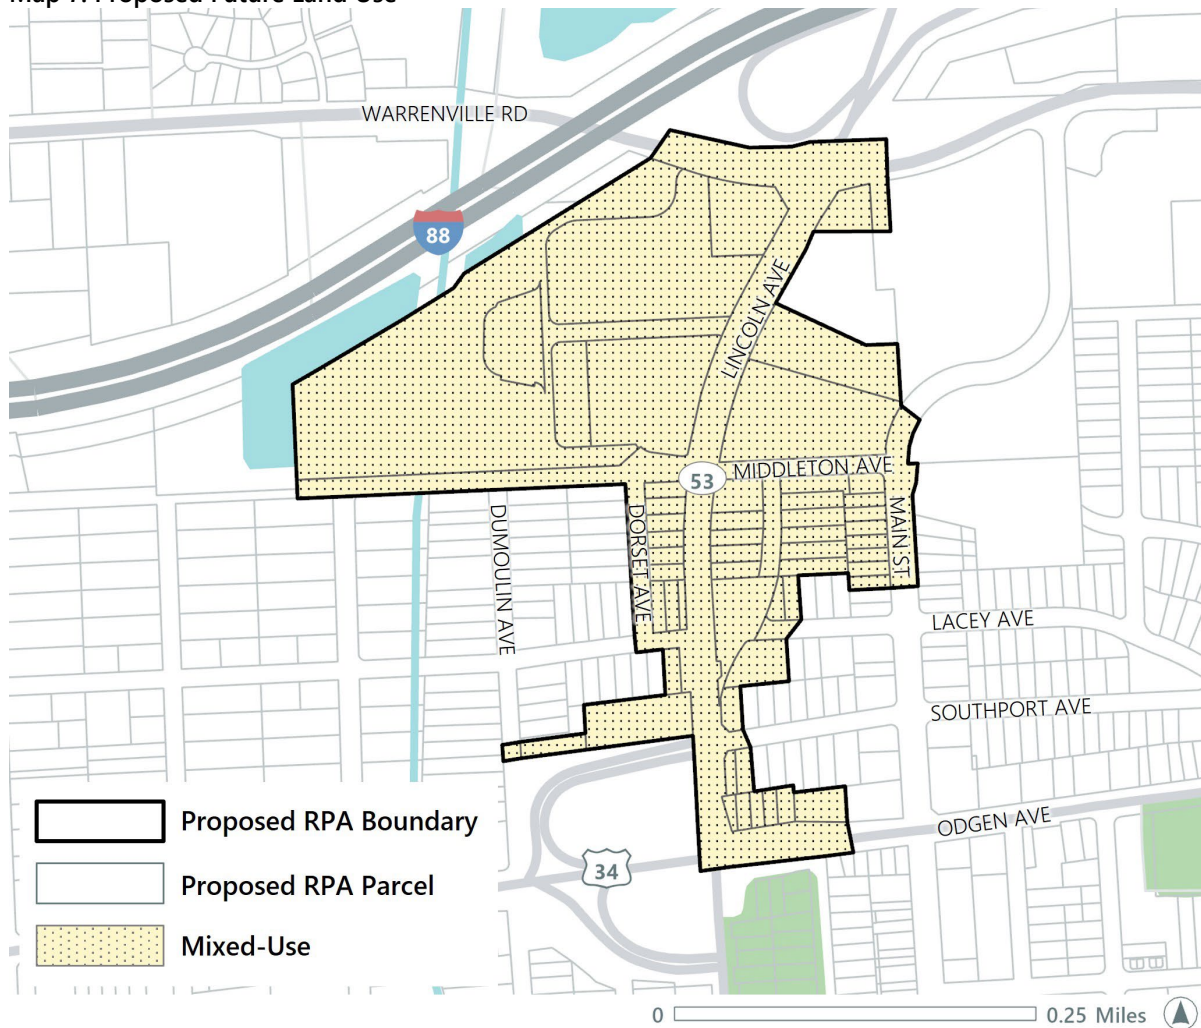 Map 7: Proposed Future Land Use
WARRENVILLE RD
88
LINCOLN AVE
MIDDLETON AVE
53
DUMOULIN AVE
DORSET AVE
MAIN ST
LACEY AVE
SOUTHPORT AVE
ODGEN AVE
34
Proposed RPA Boundary
Proposed RPA Parcel
Mixed-Use
0 0.25 Miles